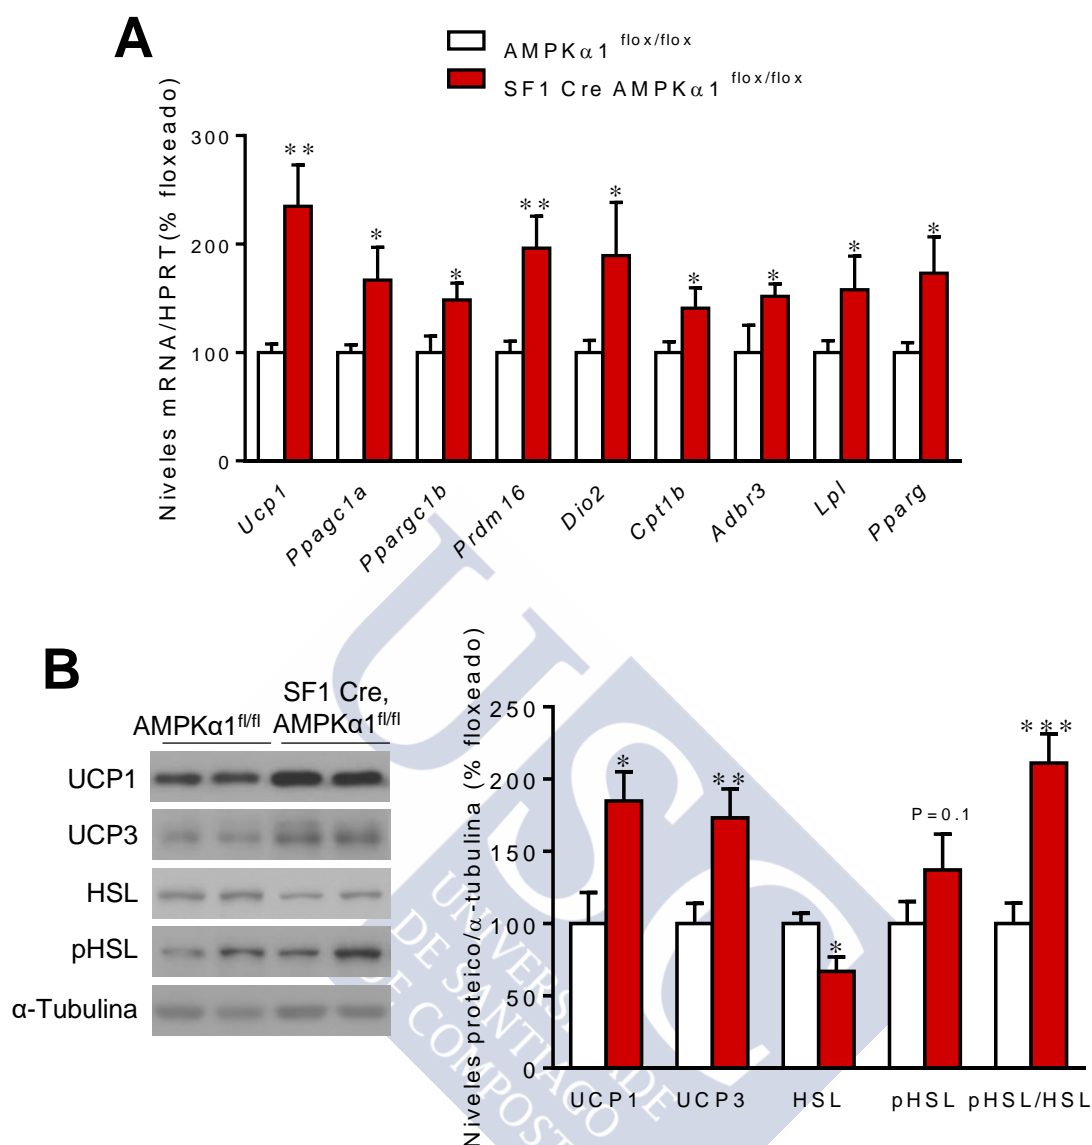 A
AMPKα1 flox/flox
SF1 Cre AMPKα1 flox/flox
Niveles mRNA/HPRT(% floxeado)
300
200
100
0
** * * ** * * * * *
Ucp1 Ppagc1a Ppargc1b Prdm16 Dio2 Cpt1b Adbr3 Lpl Pparg
B
AMPKα1fl/fl
SF1 Cre,
AMPKα1fl/fl
UCP1
UCP3
HSL
pHSL
α-Tubulina
Niveles proteico/α-tubulina (% floxeado)
250
200
150
100
50
0
* ** * P=0.1 ***
UCP1 UCP3 HSL pHSL pHSL/HSL
USC